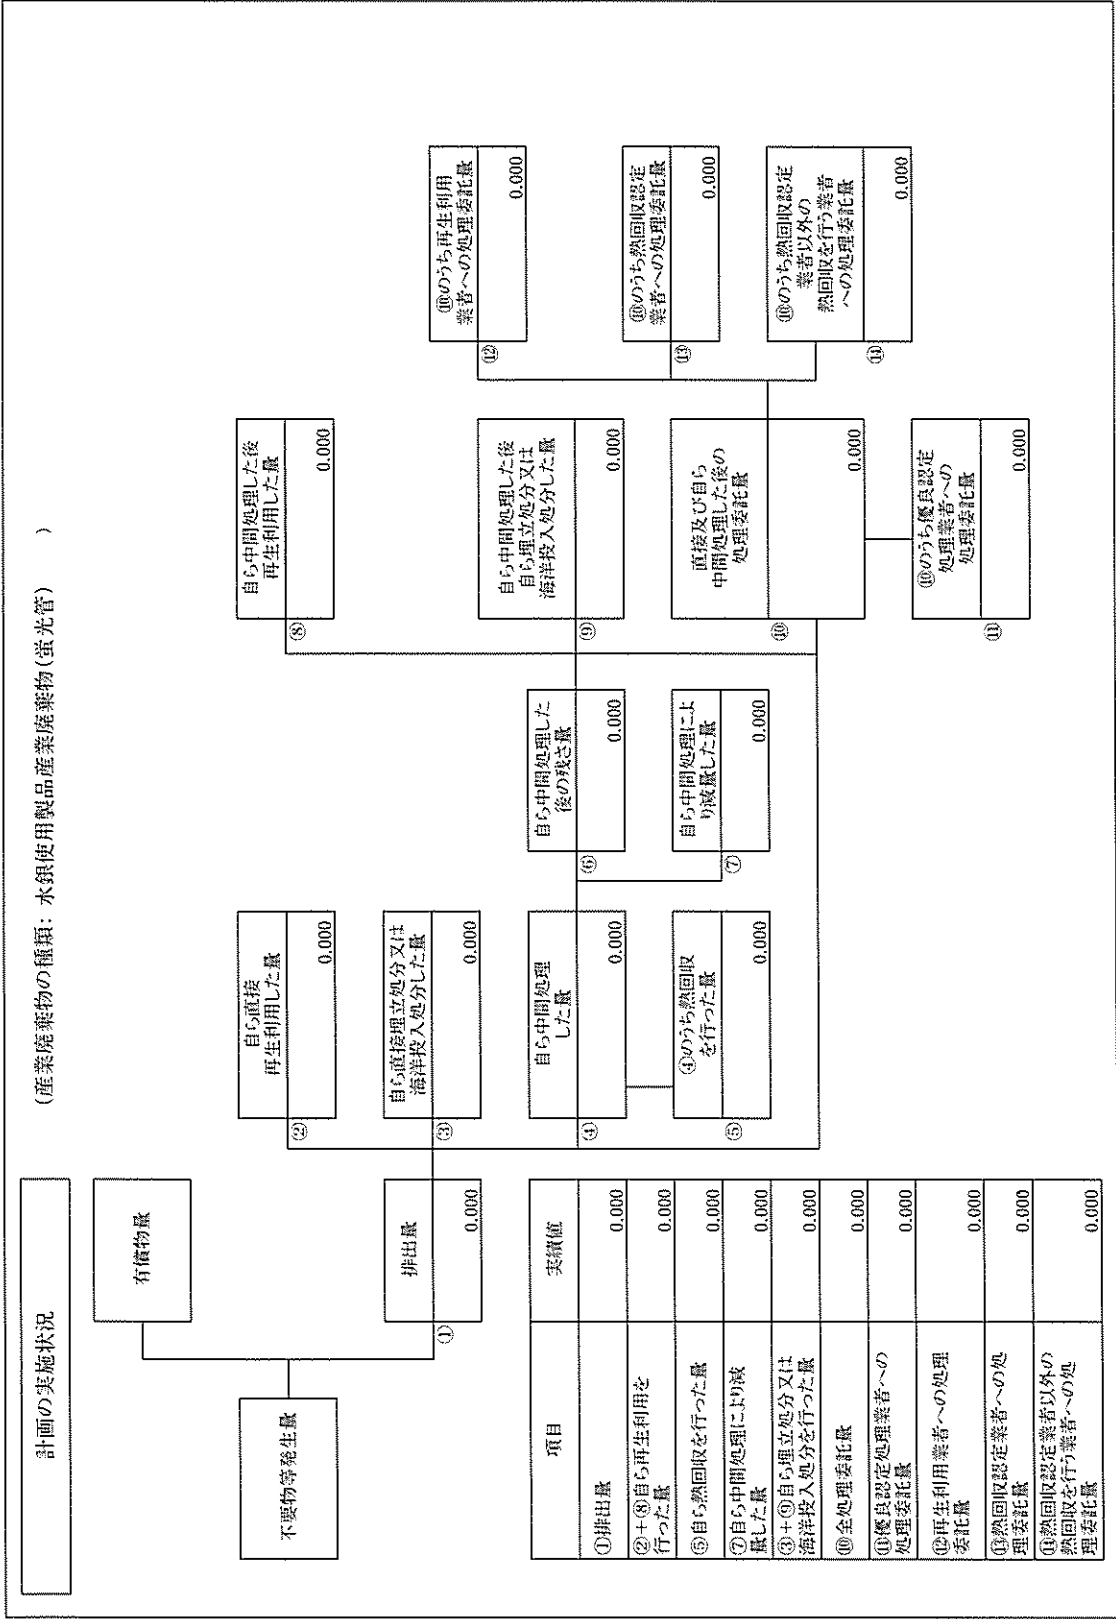 計画の実施状況
(産業廃棄物の種類: 水銀使用製品産業廃棄物(蛍光管) )
不要物等発生量
有償物量
①
排出量
0.000
②
自ら直接
再生利用した量
0.000
③
自ら直接埋立処分又は
海洋投入処分した量
0.000
④
自ら中間処理
した量
0.000
⑤
④のうち熱回収
を行った量
0.000
⑥
自ら中間処理した
後の残さ量
0.000
⑦
自ら中間処理によ
り減量した量
0.000
⑧
自ら中間処理した後
再生利用した量
0.000
⑨
自ら中間処理した後
自ら埋立処分又は
海洋投入処分した量
0.000
⑩
直接及び自ら
中間処理した後の
処理委託量
0.000
⑪
⑩のうち優良認定
処理業者への
処理委託量
0.000
⑫
⑩のうち再生利用
業者への処理委託量
0.000
⑬
⑩のうち熱回収認定
業者への処理委託量
0.000
⑭
⑩のうち熱回収認定
業者以外の
熱回収を行う業者
への処理委託量
0.000
項目 実績値
①排出量 0.000
②+⑧自ら再生利用を
行った量 0.000
⑤自ら熱回収を行った量 0.000
⑦自ら中間処理により減
量した量 0.000
③+⑨自ら埋立処分又は
海洋投入処分を行った量 0.000
⑩全処理委託量 0.000
⑪優良認定処理業者への
処理委託量 0.000
⑫再生利用業者への処理
委託量 0.000
⑬熱回収認定業者への処
理委託量 0.000
⑭熱回収認定業者以外の
熱回収を行う業者への処
理委託量 0.000